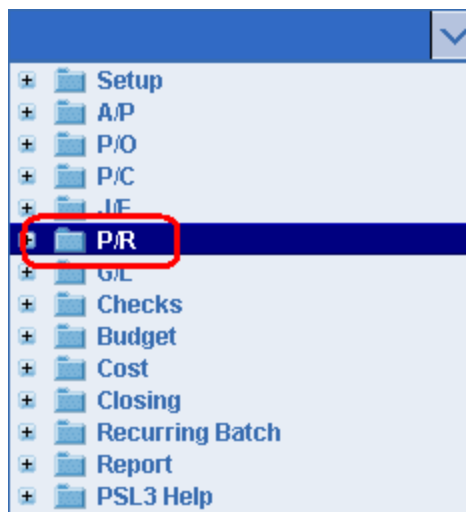 Setup
A/P
P/O
P/C
J/E
P/R
G/L
Checks
Budget
Cost
Closing
Recurring Batch
Report
PSL3 Help